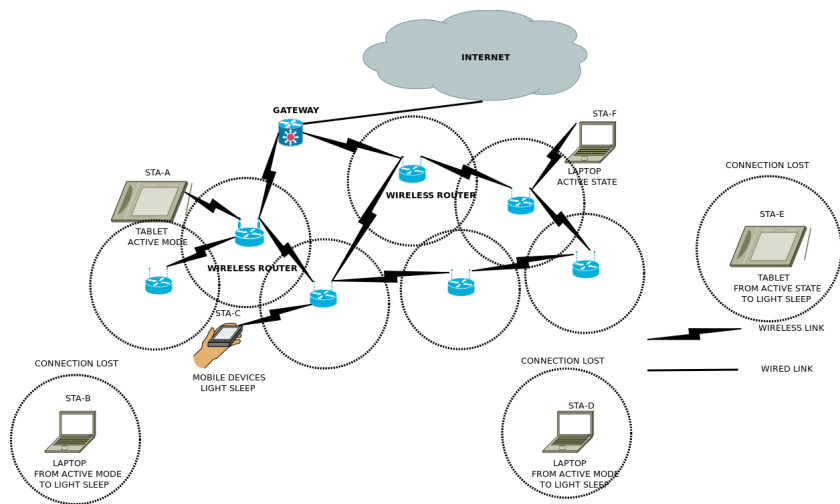 INTERNET
GATEWAY
STA-F
LAPTOP
ACTIVE STATE
CONNECTION LOST
STA-A
WIRELESS ROUTER
TABLET
ACTIVE MODE
STA-E
WIRELESS ROUTER
TABLET
FROM ACTIVE STATE
TO LIGHT SLEEP
STA-C
WIRELESS LINK
MOBILE DEVICES
LIGHT SLEEP
CONNECTION LOST
CONNECTION LOST
WIRED LINK
STA-B
STA-D
LAPTOP
FROM ACTIVE MODE
TO LIGHT SLEEP
LAPTOP
FROM ACTIVE MODE
TO LIGHT SLEEP